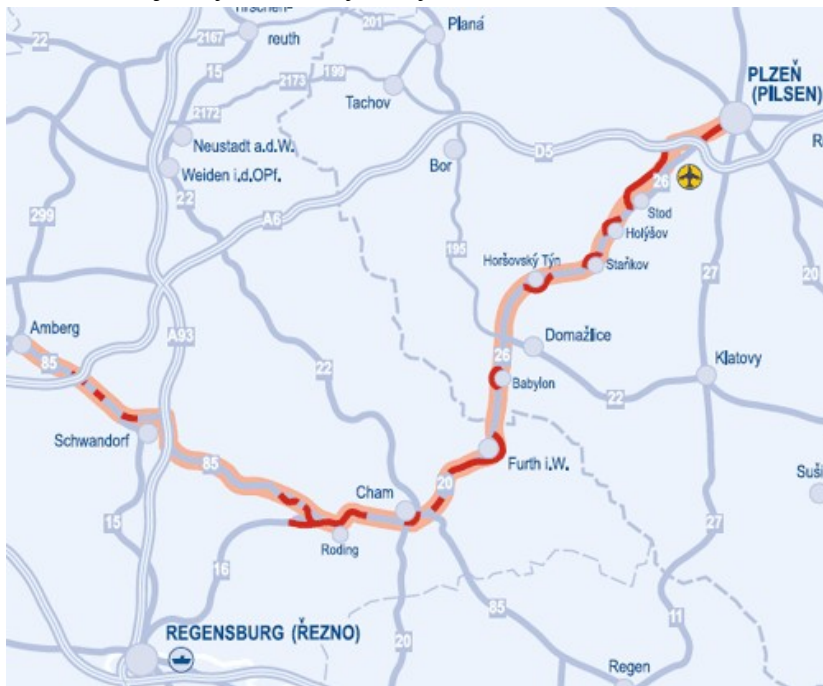 reuth
Planá
22
2167
201
15
199
2173
2172
Tachov
PLZEŇ
(PILSEN)
Neustadt a.d.W.
Weiden i.d.OPf.
Bor
D5
22
26
Stod
299
A6
Holýšov
195
Horšovský Týn
Staňkov
27
20
Amberg
A93
85
26
Domažlice
Klatovy
22
Babylon
22
Schwandorf
85
Furth i.W.
Cham
20
Suši
15
Roding
27
16
85
11
REGENSBURG (ŘEZNO)
20
Regen